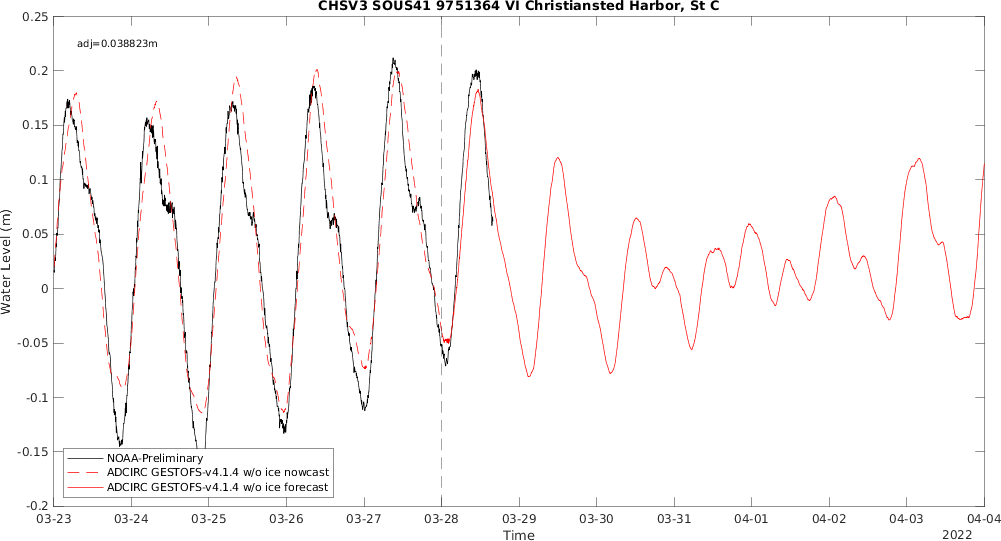 CHSV3 SOUS41 9751364 VI Christiansted Harbor, St C
adj=0.038823m
0.25
0.2
0.15
0.1
0.05
0
-0.05
-0.1
-0.15
-0.2
Water Level (m)
NOAA-Preliminary
ADCIRC GESTOFS-v4.1.4 w/o ice nowcast
ADCIRC GESTOFS-v4.1.4 w/o ice forecast
03-23 03-24 03-25 03-26 03-27 03-28 03-29 03-30 03-31 04-01 04-02 04-03 04-04
Time
2022